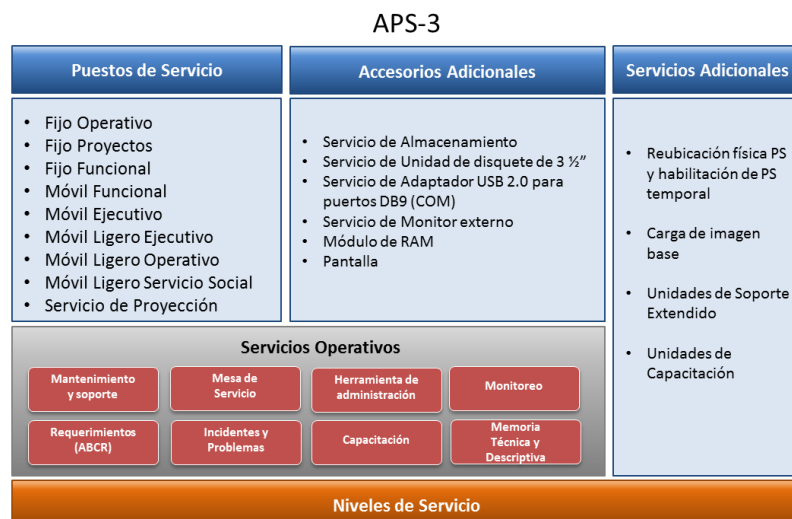 APS-3
Puestos de Servicio
Accesorios Adicionales
Servicios Adicionales
• Fijo Operativo
• Fijo Proyectos
• Fijo Funcional
• Móvil Funcional
• Móvil Ejecutivo
• Móvil Ligero Ejecutivo
• Móvil Ligero Operativo
• Móvil Ligero Servicio Social
• Servicio de Proyección
• Servicio de Almacenamiento
• Servicio de Unidad de disquete de 3 ½”
• Servicio de Adaptador USB 2.0 para
puertos DB9 (COM)
• Servicio de Monitor externo
• Módulo de RAM
• Pantalla
• Reubicación física PS
y habilitación de PS
temporal
• Carga de imagen
base
• Unidades de Soporte
Extendido
• Unidades de
Capacitación
Servicios Operativos
Mantenimiento
y soporte
Mesa de
Servicio
Herramienta de
administración
Monitoreo
Requerimientos
(ABCR)
Incidentes y
Problemas
Capacitación
Memoria
Técnica y
Descriptiva
Niveles de Servicio